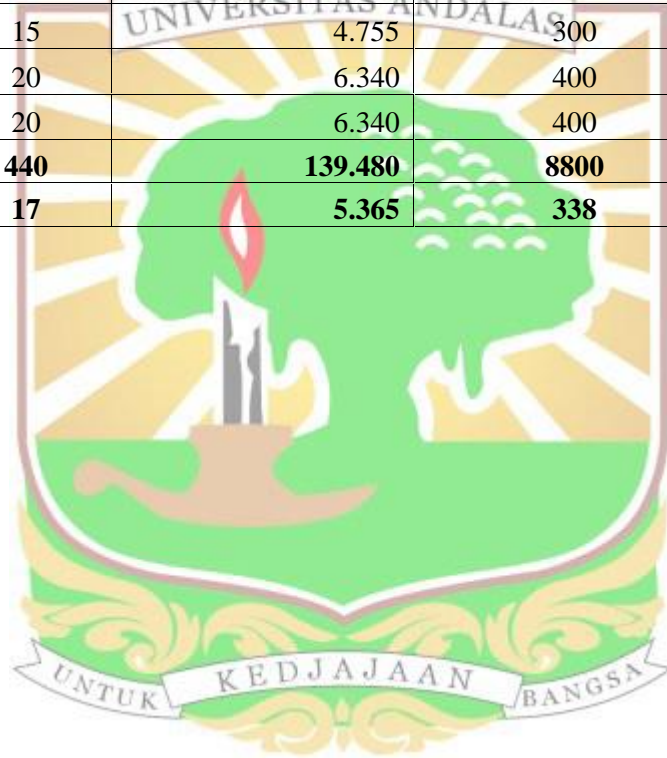 UNIVERSITAS ANDALAS
15 4.755 300
20 6.340 400
20 6.340 400
440 139.480 8800
17 5.365 338
UNTUK KEDJAJAAN BANGSA